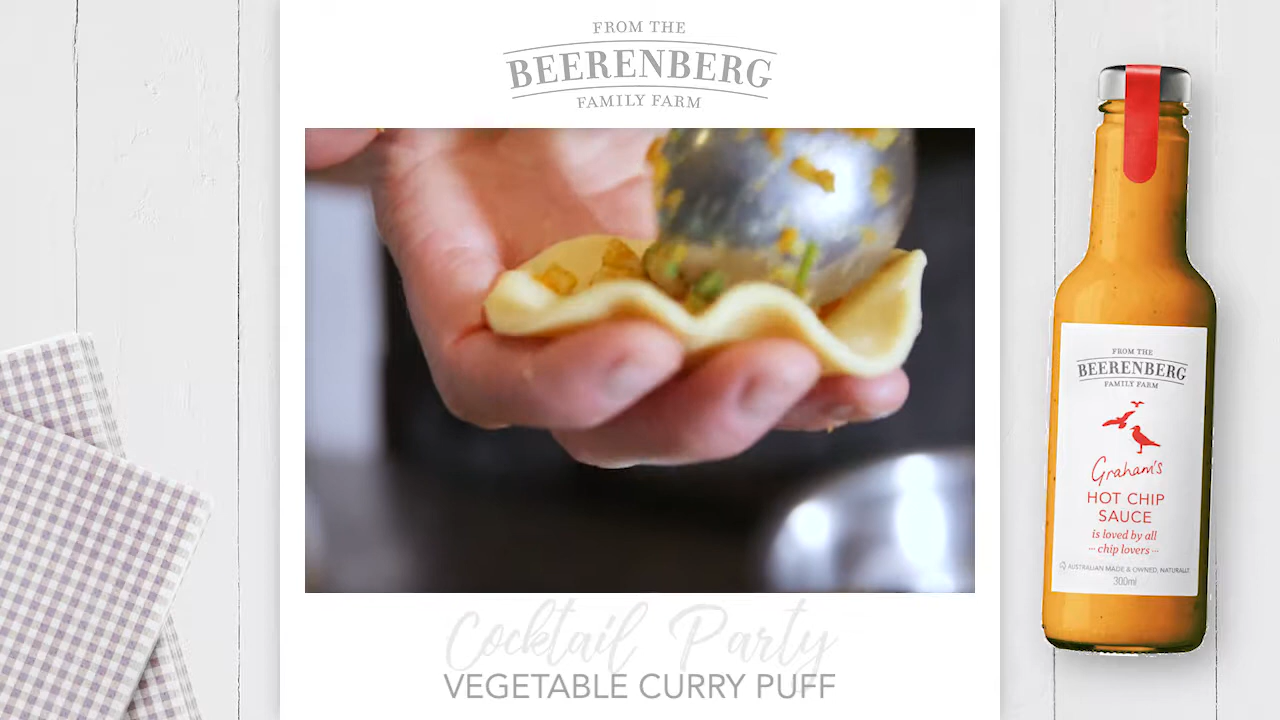 FROM THE
BEERENBERG
FAMILY FARM
Cocktail Party
VEGETABLE CURRY PUFF
FROM THE
BEERENBERG
FAMILY FARM
Graham's
HOT CHIP
SAUCE
is loved by all
··· chip lovers ···
AUSTRALIAN MADE & OWNED, NATURALLY
300ml